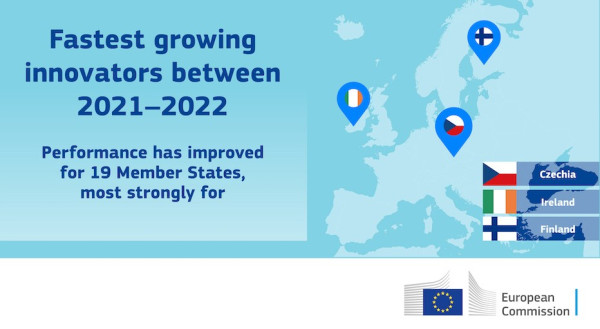 Fastest growing
innovators between
2021–2022
Performance has improved
for 19 Member States,
most strongly for
Czechia
Ireland
Finland
European
Commission